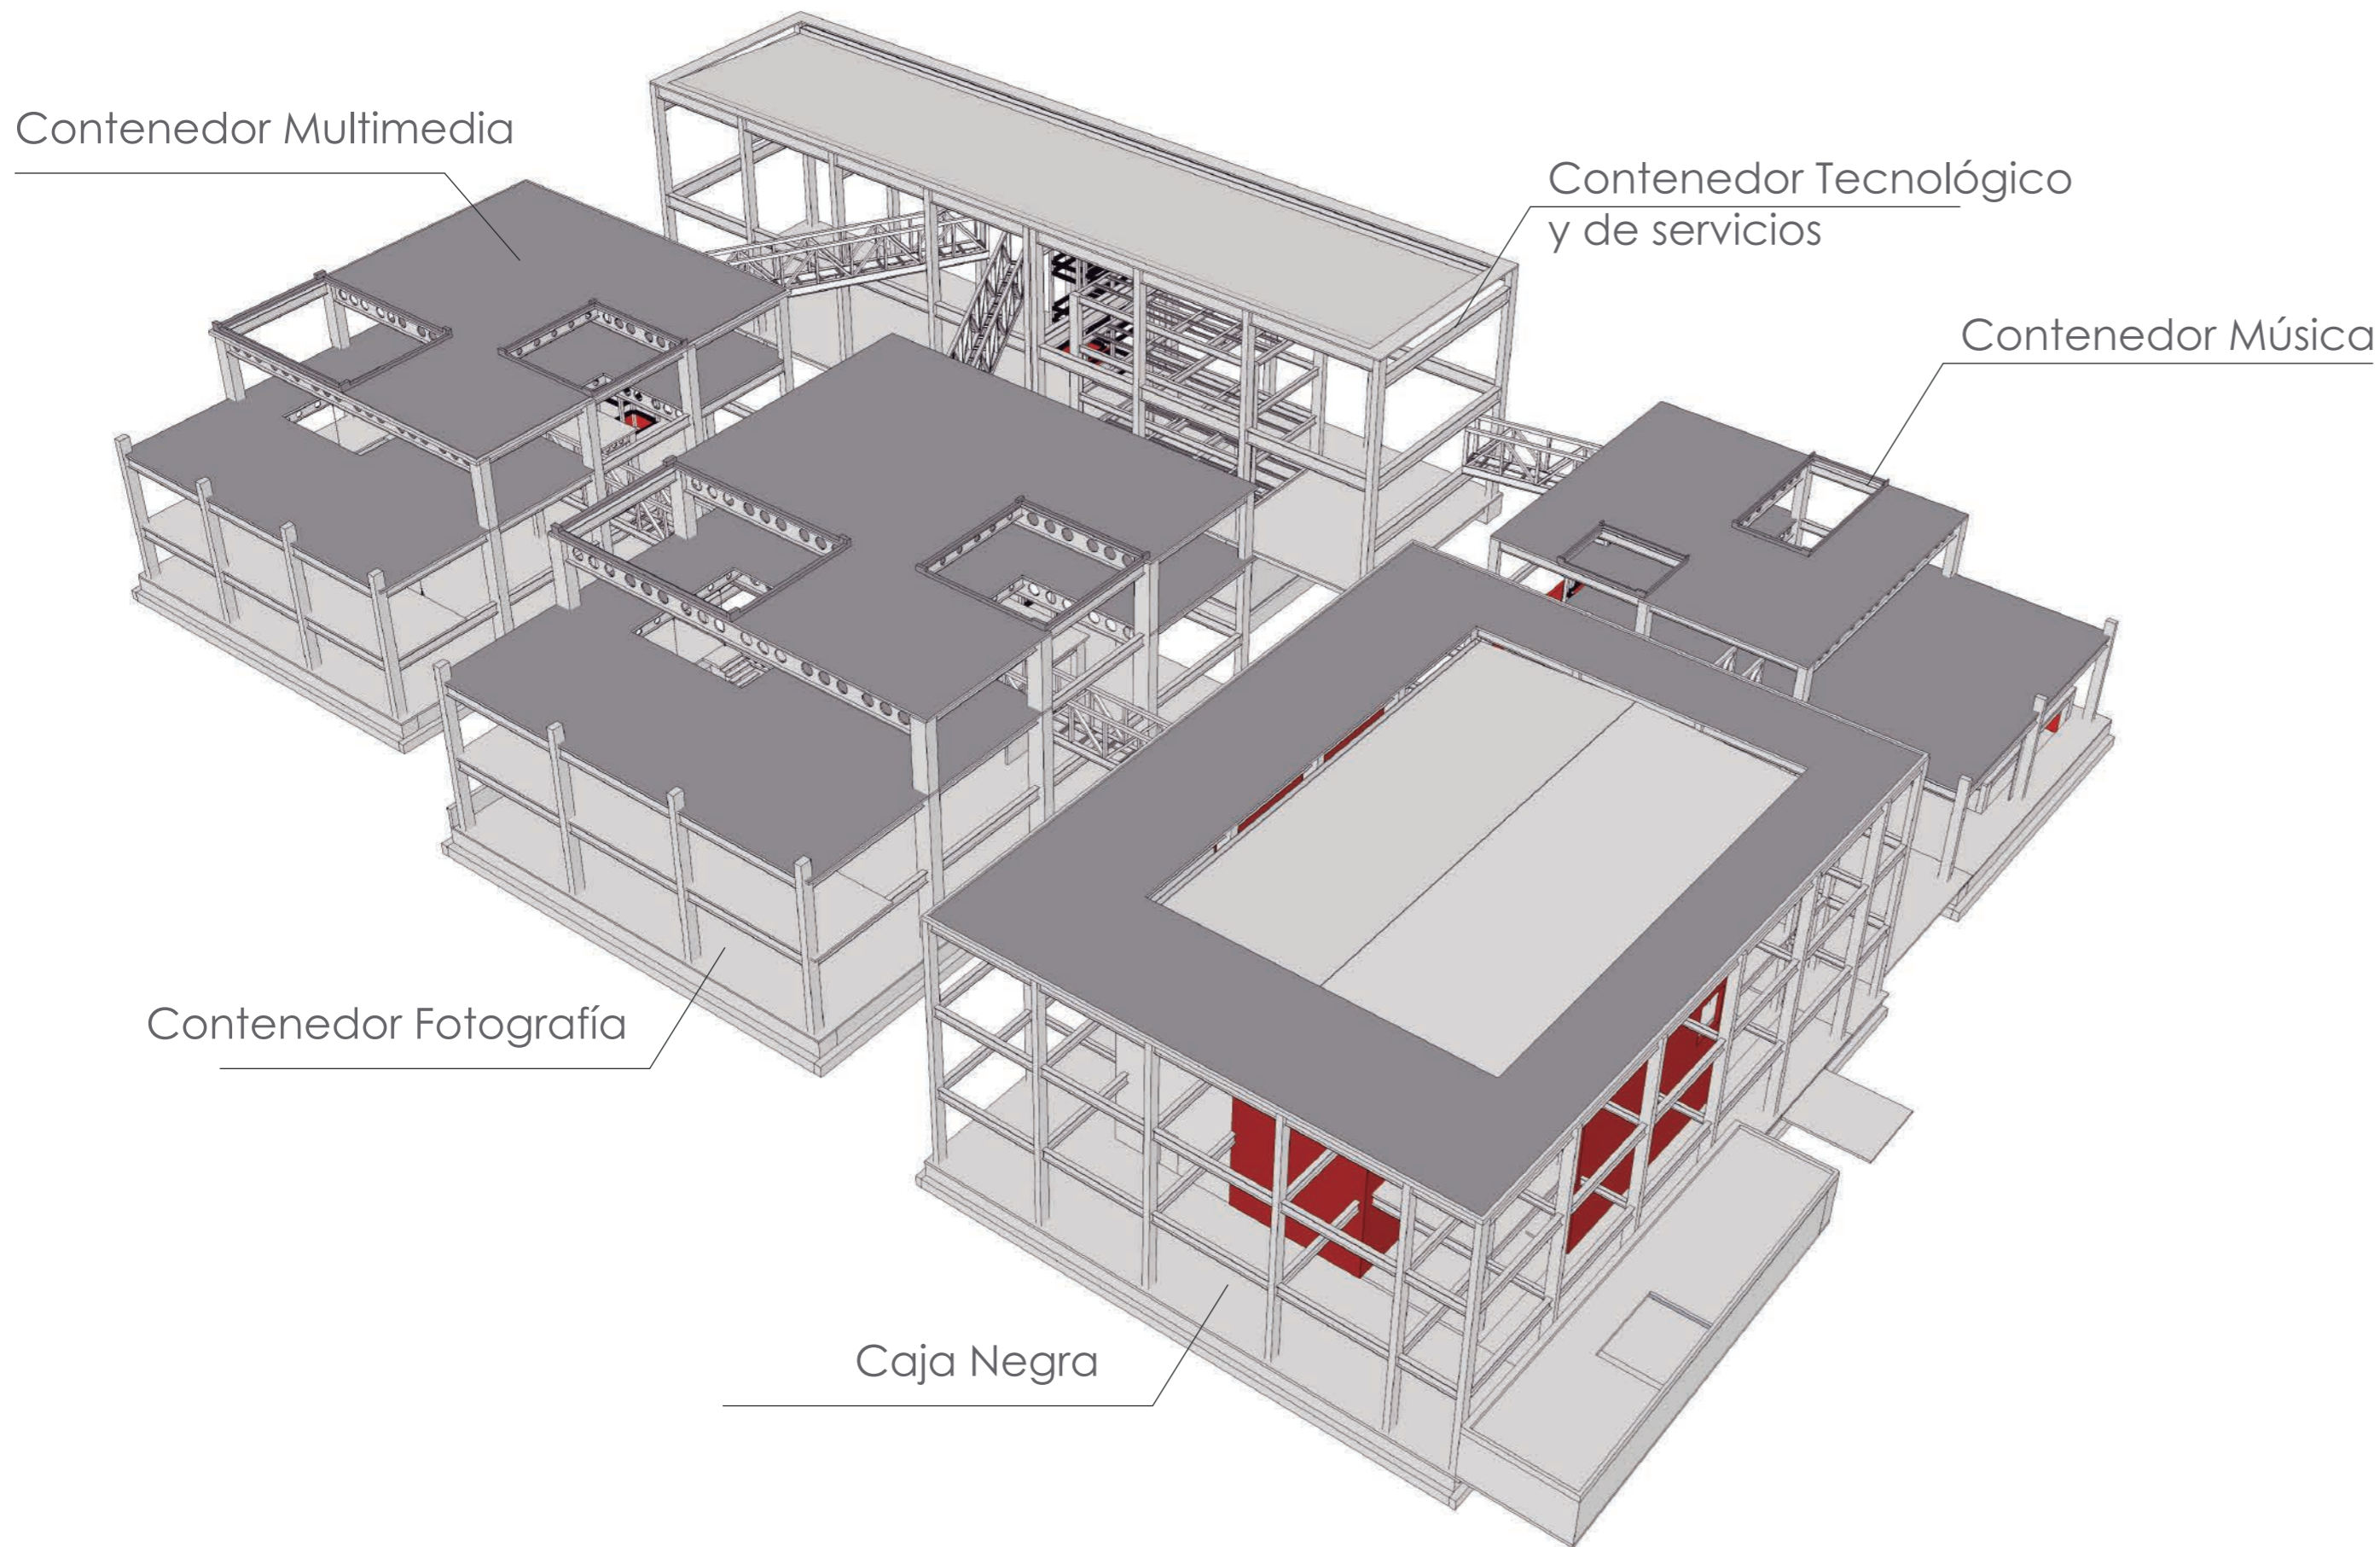 Contenedor Multimedia
Contenedor Tecnológico
y de servicios
Contenedor Música
Contenedor Fotografía
Caja Negra